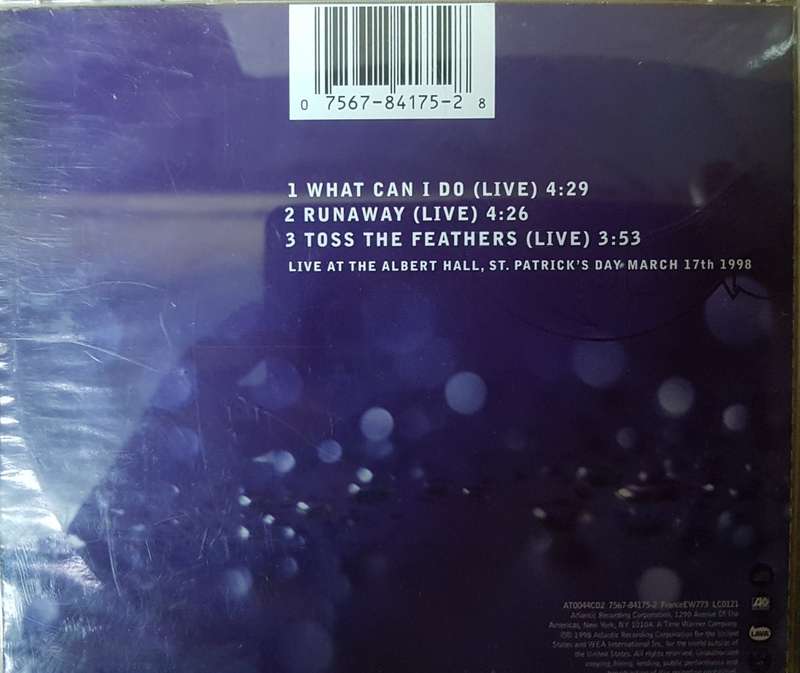 0 7567-84175-2 8
1 WHAT CAN I DO (LIVE) 4:29
2 RUNAWAY (LIVE) 4:26
3 TOSS THE FEATHERS (LIVE) 3:53
LIVE AT THE ALBERT HALL, ST. PATRICK'S DAY MARCH 17th 1998
AT0044CD2 7567-84175-2 France EW773 LC0121
Atlantic Recording Corporation, 1290 Avenue Of the
Americas, New York, NY 10104. A Time Warner Company.
℗© 1998 Atlantic Recording Corporation for the United
States and WEA International Inc. for the world outside of
the United States. All rights reserved. Unauthorized
copying, hiring, lending, public performance and
LAVA